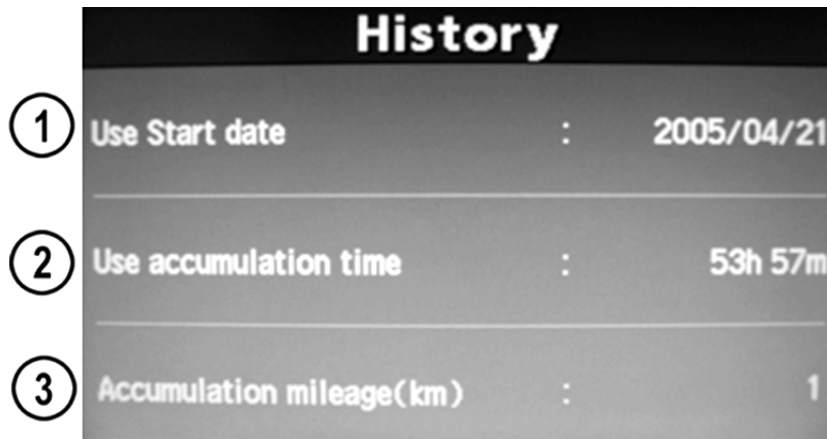 History
1 Use Start date : 2005/04/21
2 Use accumulation time : 53h 57m
3 Accumulation mileage(km) : 1